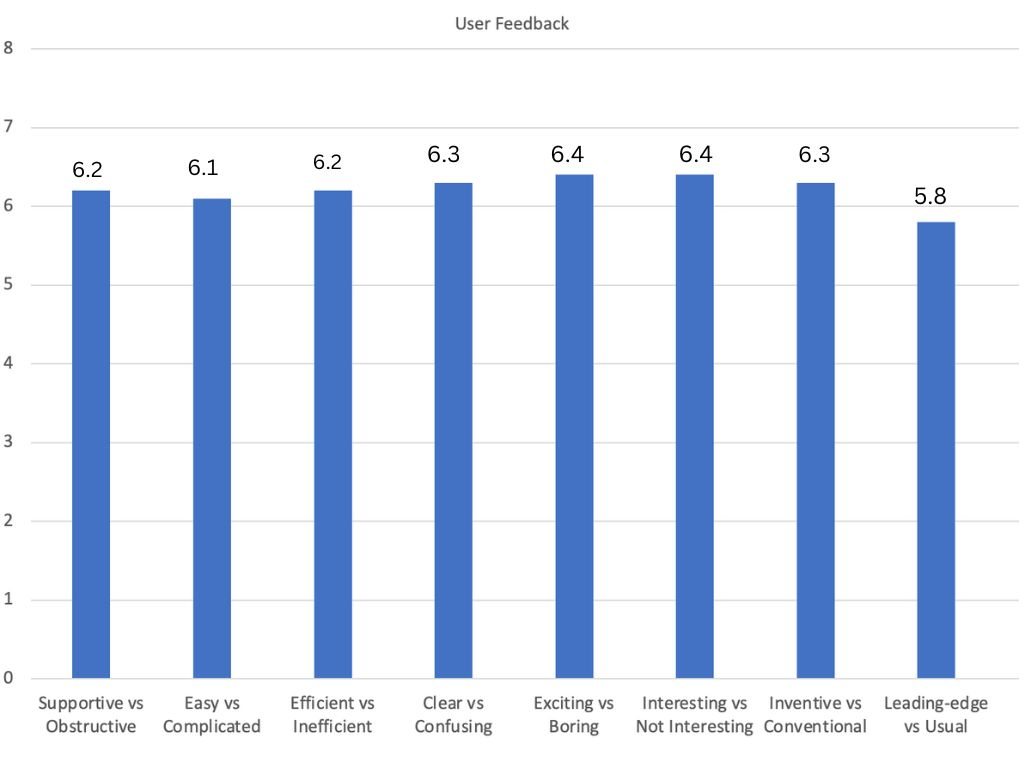 User Feedback
8
7
6
5
4
3
2
1
0
6.2
6.1
6.2
6.3
6.4
6.4
6.3
5.8
Supportive vs
Obstructive
Easy vs
Complicated
Efficient vs
Inefficient
Clear vs
Confusing
Exciting vs
Boring
Interesting vs
Not Interesting
Inventive vs
Conventional
Leading-edge
vs Usual